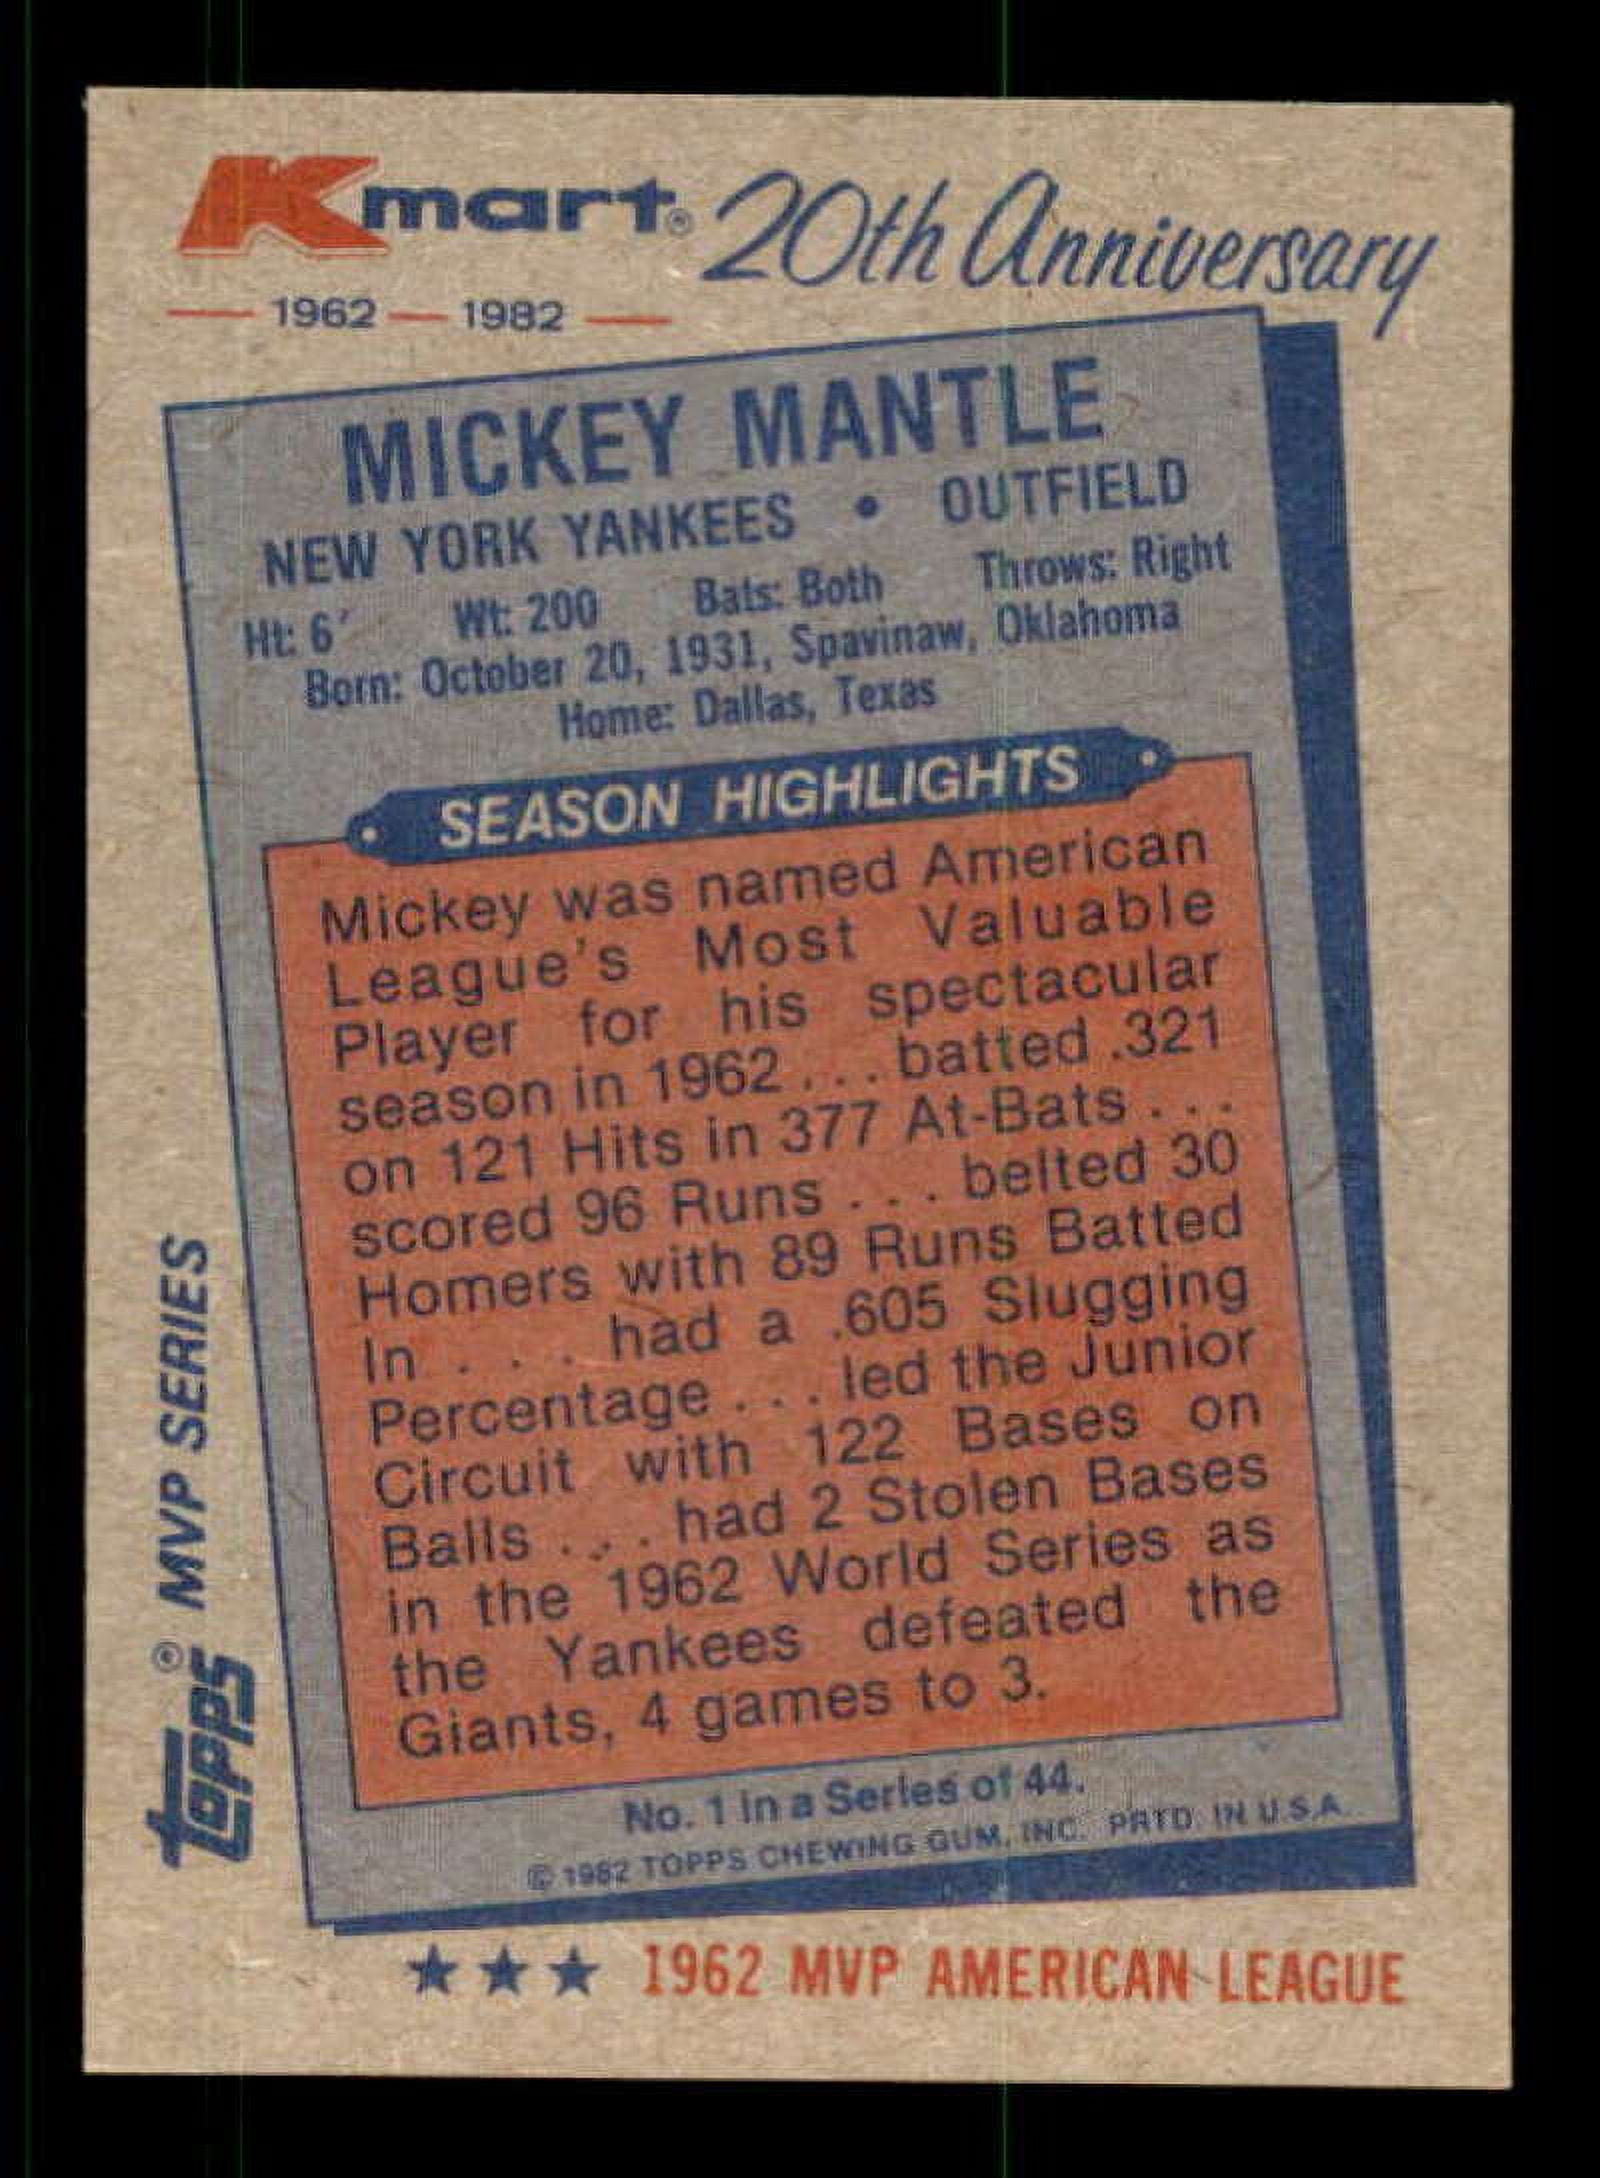 Kmart® 20th Anniversary
1962 — 1982
MICKEY MANTLE
NEW YORK YANKEES • OUTFIELD
Ht: 6' Wt: 200 Bats: Both Throws: Right
Born: October 20, 1931, Spavinaw, Oklahoma
Home: Dallas, Texas
SEASON HIGHLIGHTS
Mickey was named American
League's Most Valuable
Player for his spectacular
season in 1962 . . . batted .321
on 121 Hits in 377 At-Bats . . .
scored 96 Runs . . . belted 30
Homers with 89 Runs Batted
In . . . had a .605 Slugging
Percentage . . . led the Junior
Circuit with 122 Bases on
Balls . . . had 2 Stolen Bases
in the 1962 World Series as
the Yankees defeated the
Giants, 4 games to 3.
No. 1 in a Series of 44.
© 1982 TOPPS CHEWING GUM, INC. PRTD. IN U.S.A.
TOPPS® MVP SERIES
★★★ 1962 MVP AMERICAN LEAGUE